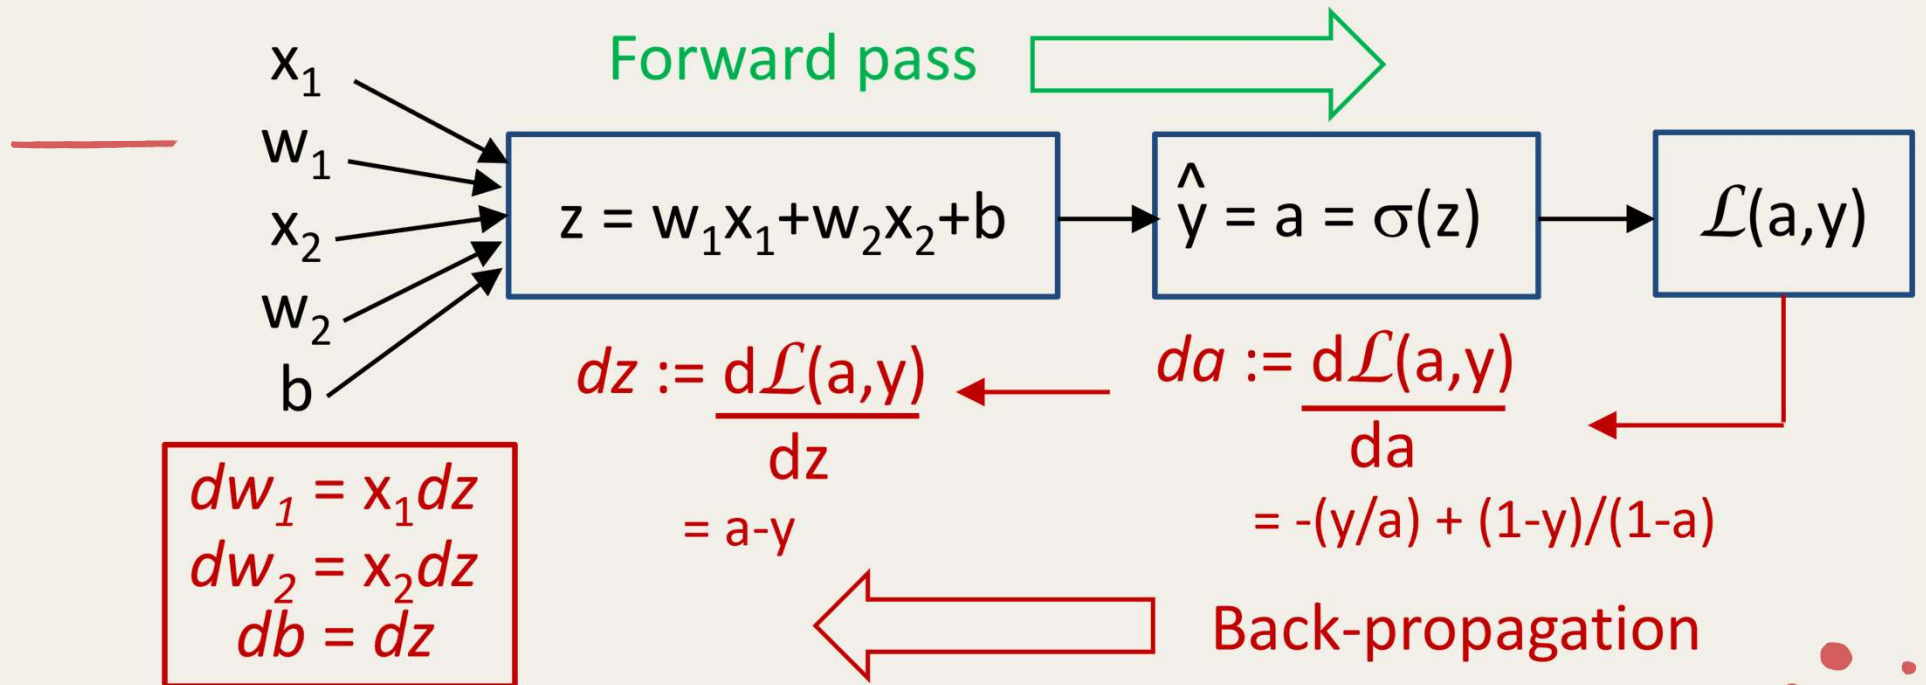 Forward pass
x₁
w₁
x₂
w₂
b
z = w₁x₁+w₂x₂+b
ŷ = a = σ(z)
ℒ(a,y)
dz := dℒ(a,y)
dz
= a-y
da := dℒ(a,y)
da
= -(y/a) + (1-y)/(1-a)
dw₁ = x₁dz
dw₂ = x₂dz
db = dz
Back-propagation